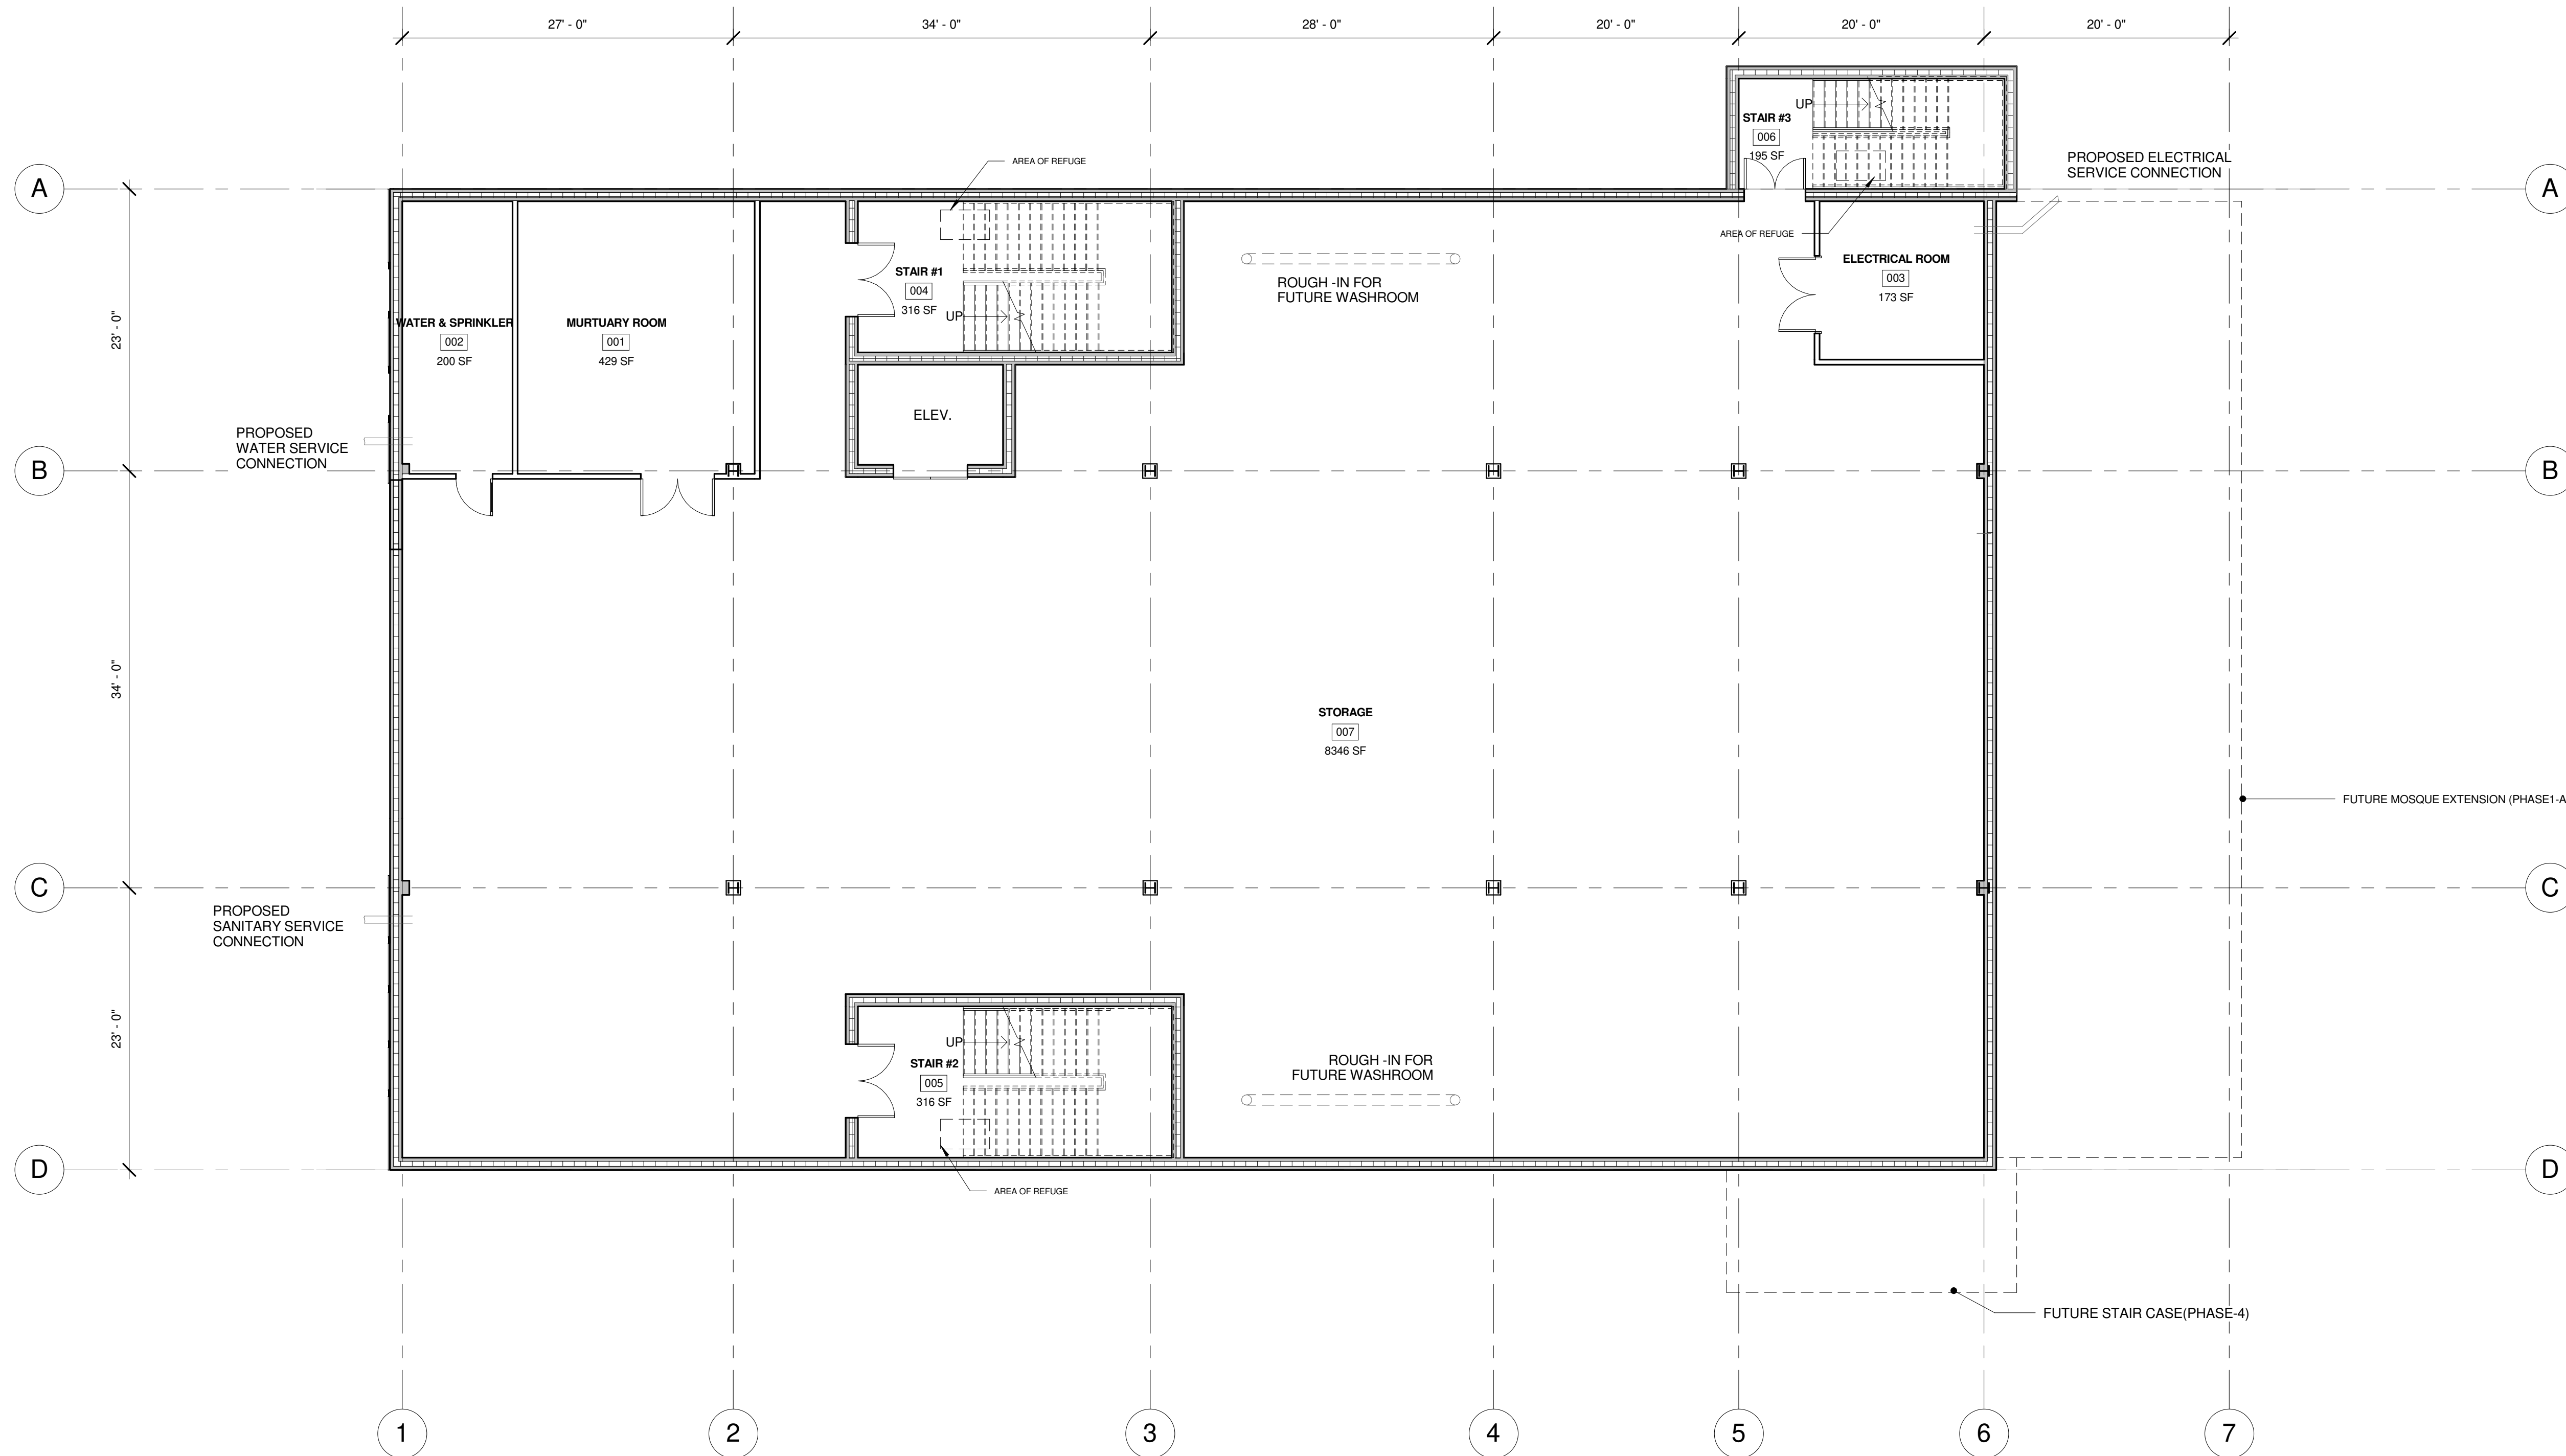 27' - 0"
34' - 0"
28' - 0"
20' - 0"
20' - 0"
20' - 0"
UP
STAIR #3
006
195 SF
AREA OF REFUGE
PROPOSED ELECTRICAL
SERVICE CONNECTION
A
A
AREA OF REFUGE
ELECTRICAL ROOM
003
173 SF
STAIR #1
004
316 SF
UP
ROUGH -IN FOR
FUTURE WASHROOM
23' - 0"
WATER & SPRINKLER
002
200 SF
MURTUARY ROOM
001
429 SF
ELEV.
PROPOSED
WATER SERVICE
CONNECTION
B
B
34' - 0"
STORAGE
007
8346 SF
FUTURE MOSQUE EXTENSION (PHASE1-A
C
C
PROPOSED
SANITARY SERVICE
CONNECTION
23' - 0"
UP
STAIR #2
005
316 SF
ROUGH -IN FOR
FUTURE WASHROOM
D
D
AREA OF REFUGE
FUTURE STAIR CASE(PHASE-4)
1
2
3
4
5
6
7